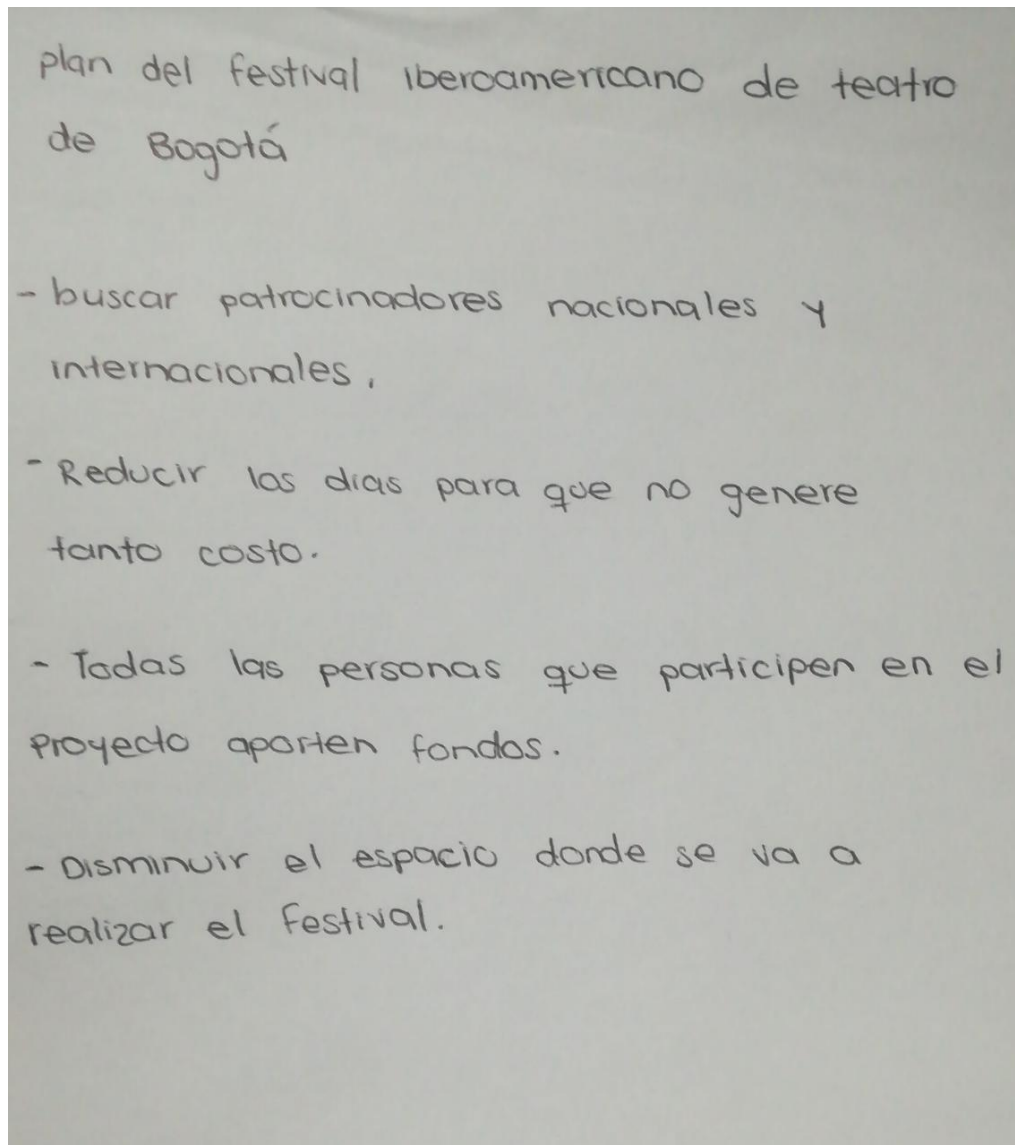 plan del festival iberoamericano de teatro
de Bogotá
- buscar patrocinadores nacionales y
internacionales,
- Reducir los dias para que no genere
tanto costo.
- Todas las personas que participen en el
proyecto aporten fondos.
- Disminuir el espacio donde se va a
realizar el festival.